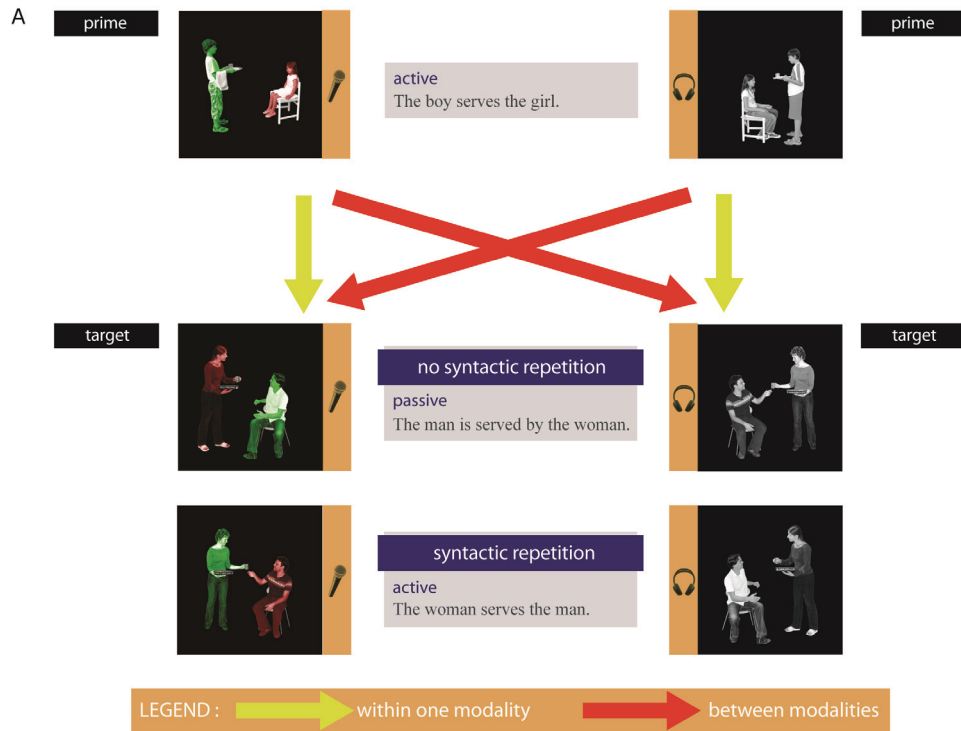 A
prime
prime
active
The boy serves the girl.
target
target
no syntactic repetition
passive
The man is served by the woman.
syntactic repetition
active
The woman serves the man.
LEGEND : within one modality between modalities